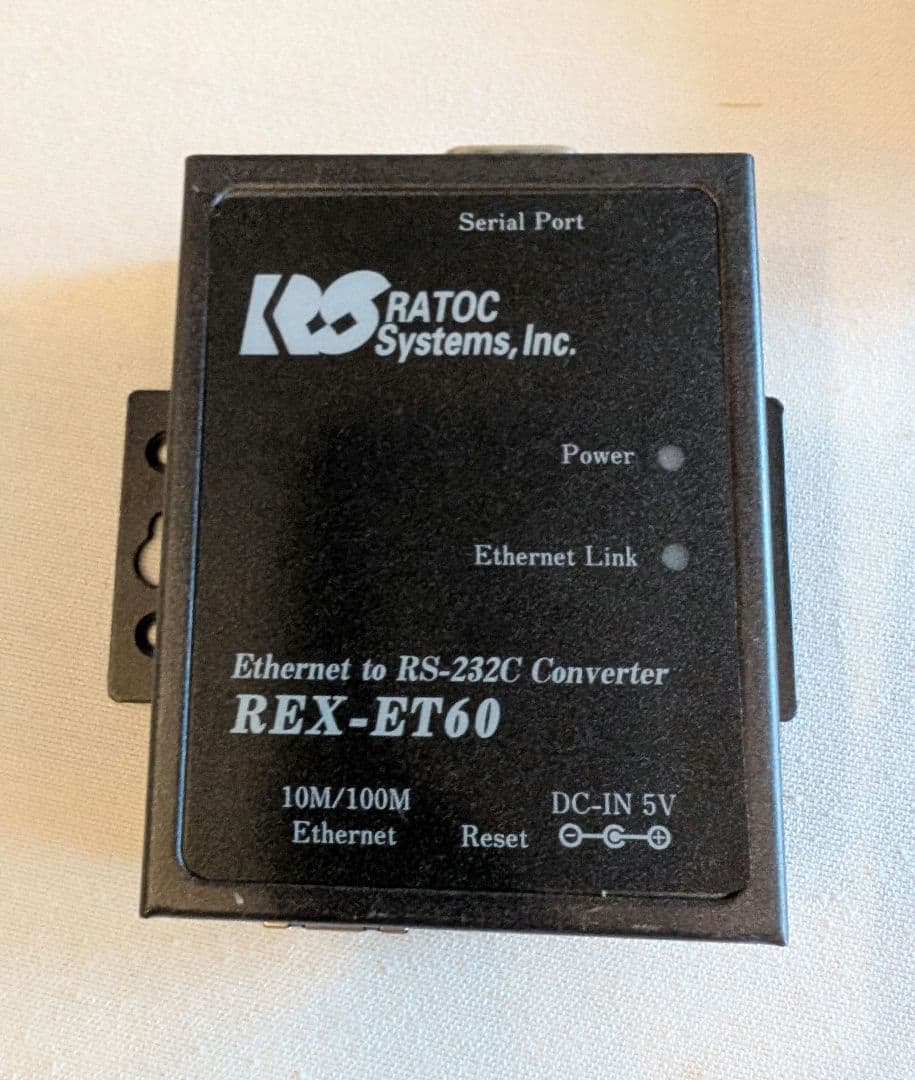 Serial Port
RATOC
Systems, Inc.
Power
Ethernet Link
Ethernet to RS-232C Converter
REX-ET60
10M/100M
Ethernet
Reset
DC-IN 5V